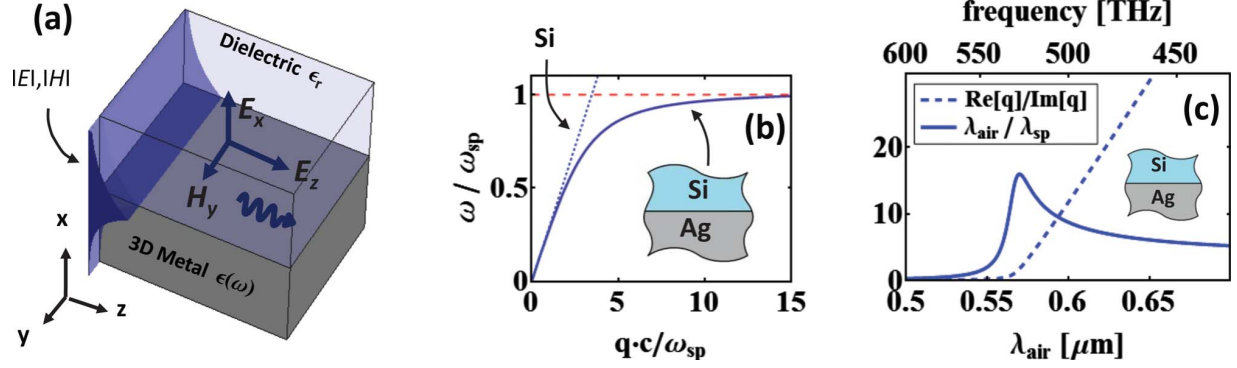 (a)
Dielectric ϵr
|E|,|H|
Ex
Ez
Hy
3D Metal ϵ(ω)
x
z
y
Si
(b)
1
0.5
0
ω / ωsp
Si
Ag
0 5 10 15
q·c/ωsp
(c)
frequency [THz]
600 550 500 450
Re[q]/Im[q]
λair / λsp
20
10
0
Si
Ag
0.5 0.55 0.6 0.65
λair [μm]